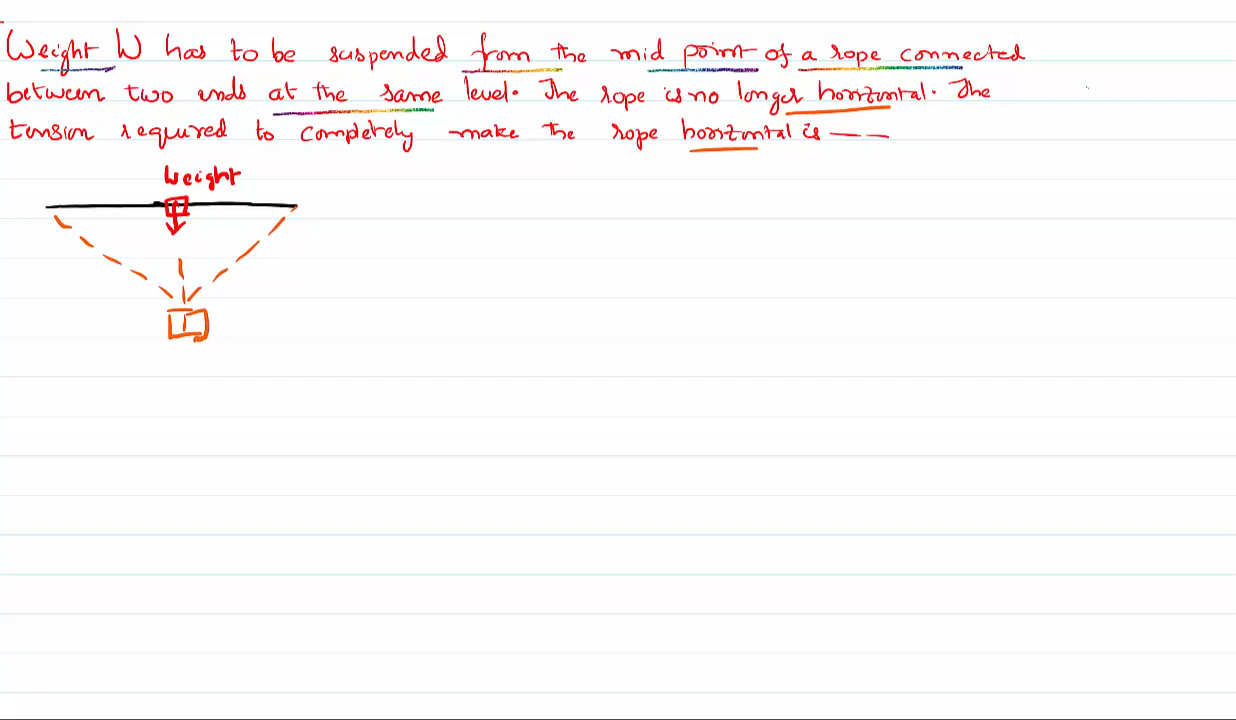 Weight W has to be suspended from the mid point of a rope connected
between two ends at the same level. The rope is no longer horizontal. The
tension required to completely make the rope horizontal is ——
Weight